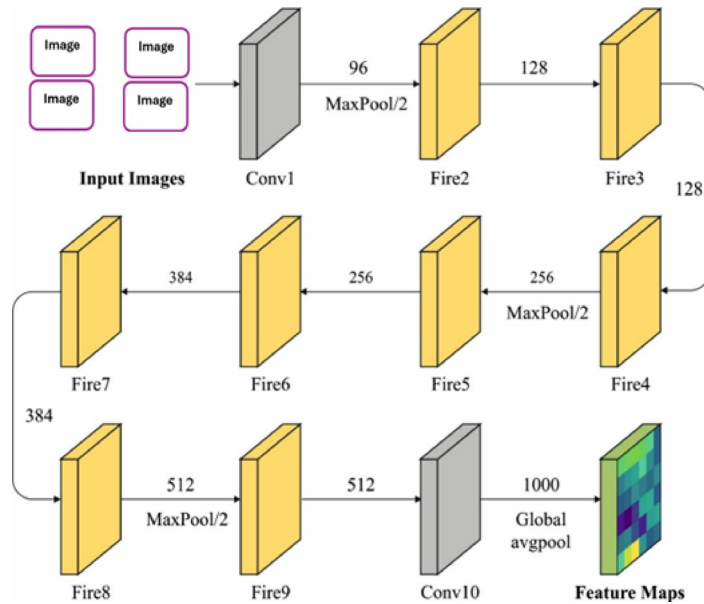 Image
Image
Image
Image
Input Images
Conv1
96
MaxPool/2
Fire2
128
Fire3
128
Fire4
256
MaxPool/2
Fire5
256
Fire6
384
Fire7
384
Fire8
512
MaxPool/2
Fire9
512
Conv10
1000
Global
avgpool
Feature Maps